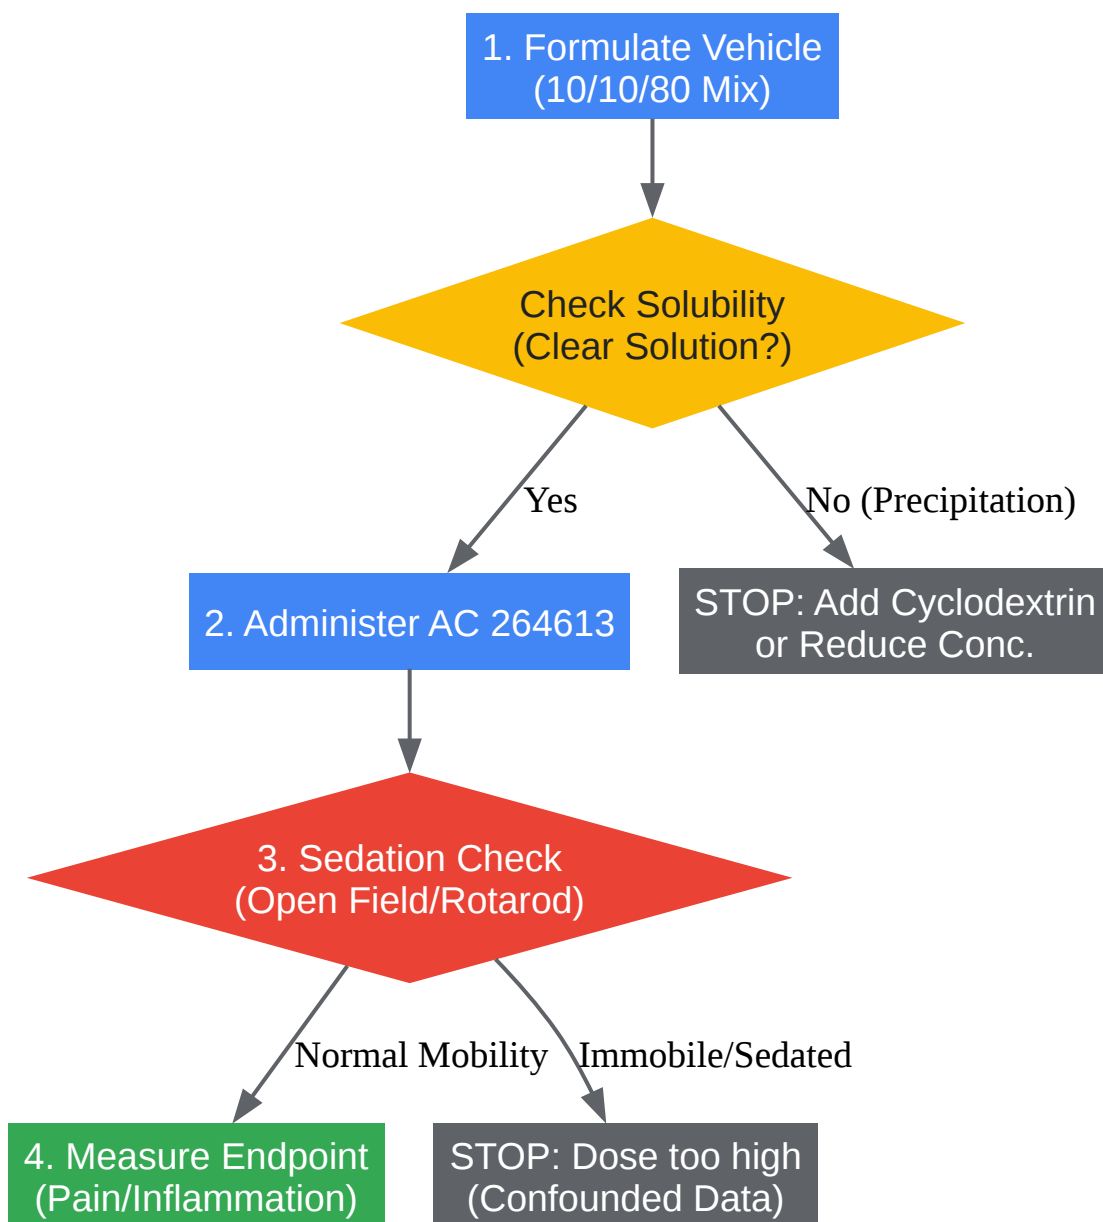 1. Formulate Vehicle
(10/10/80 Mix)
Check Solubility
(Clear Solution?)
Yes
No (Precipitation)
2. Administer AC 264613
STOP: Add Cyclodextrin
or Reduce Conc.
3. Sedation Check
(Open Field/Rotarod)
Normal Mobility
Immobile/Sedated
4. Measure Endpoint
(Pain/Inflammation)
STOP: Dose too high
(Confounded Data)